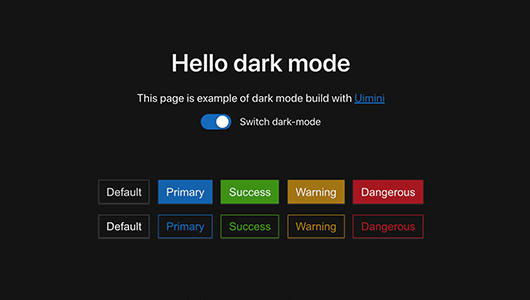 Hello dark mode
This page is example of dark mode build with Uimini
Switch dark-mode
Default Primary Success Warning Dangerous
Default Primary Success Warning Dangerous